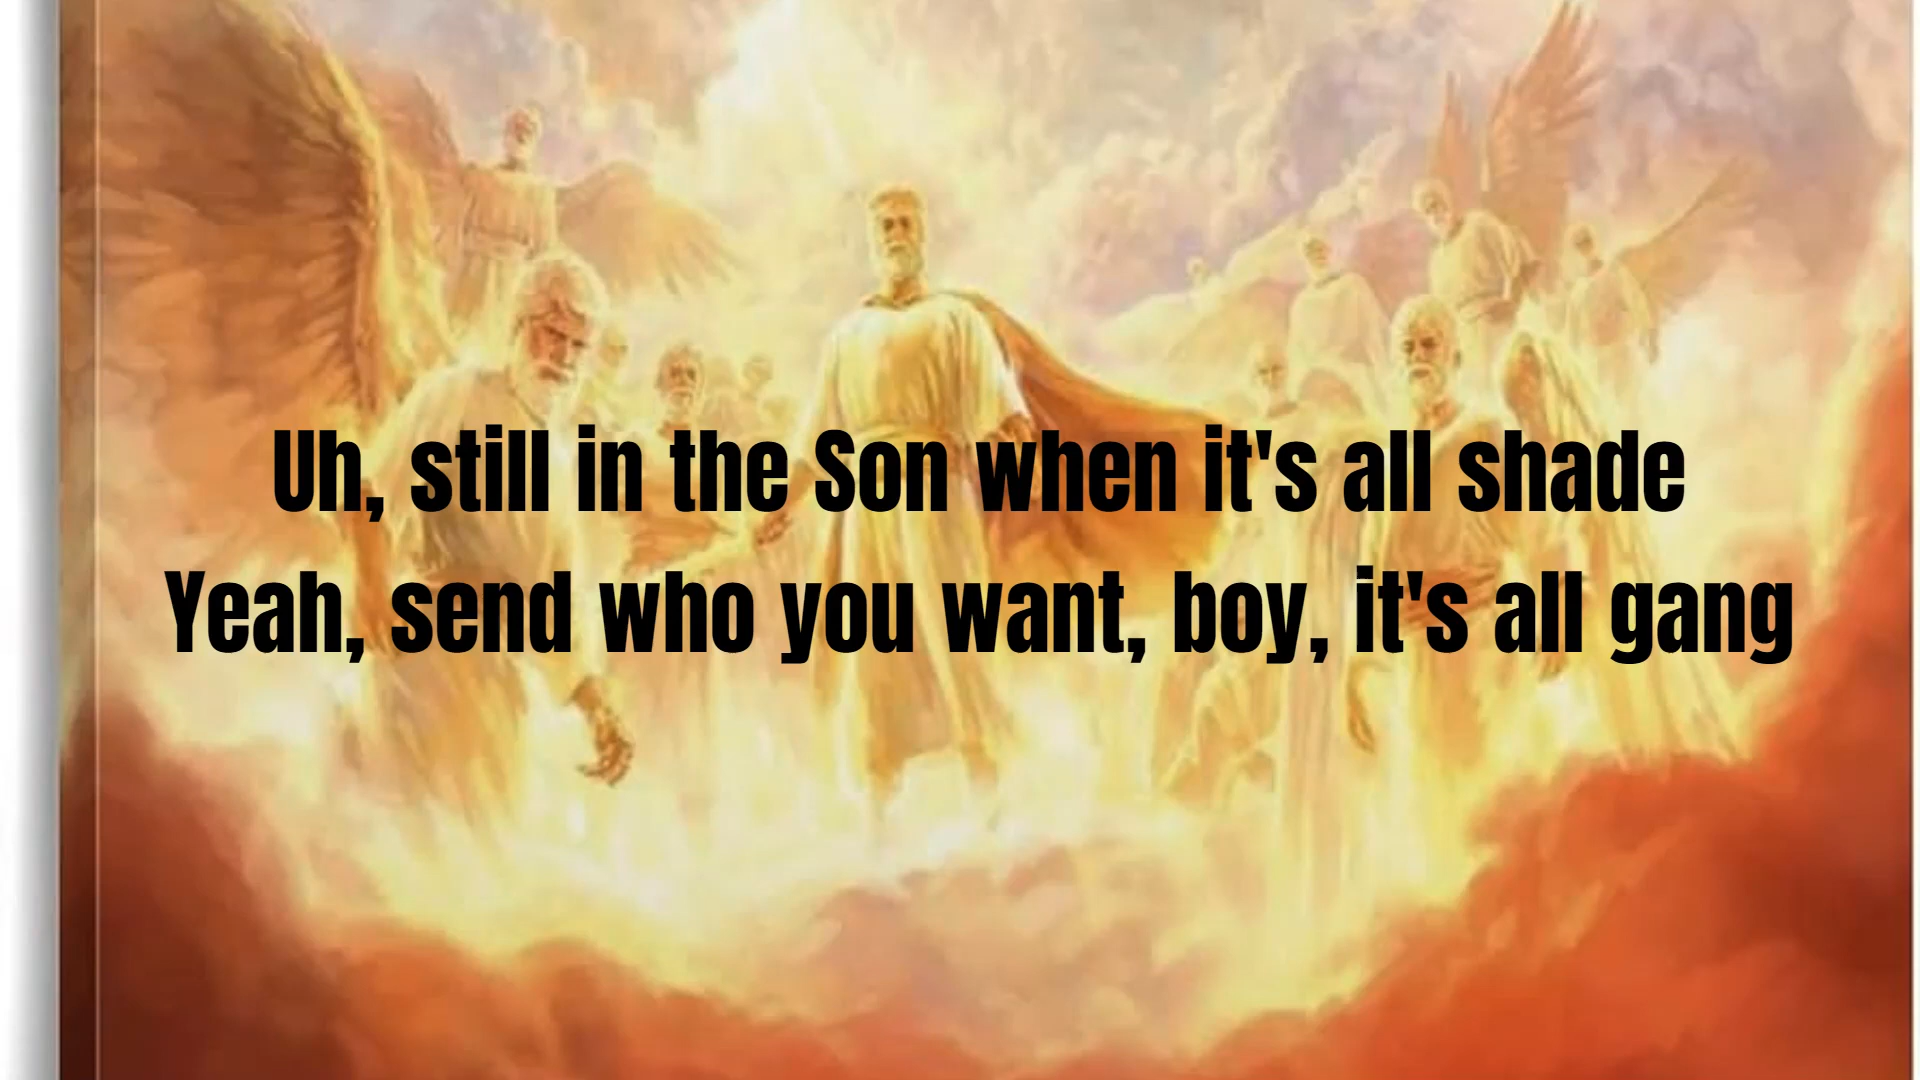 Uh, still in the Son when it's all shade
Yeah, send who you want, boy, it's all gang